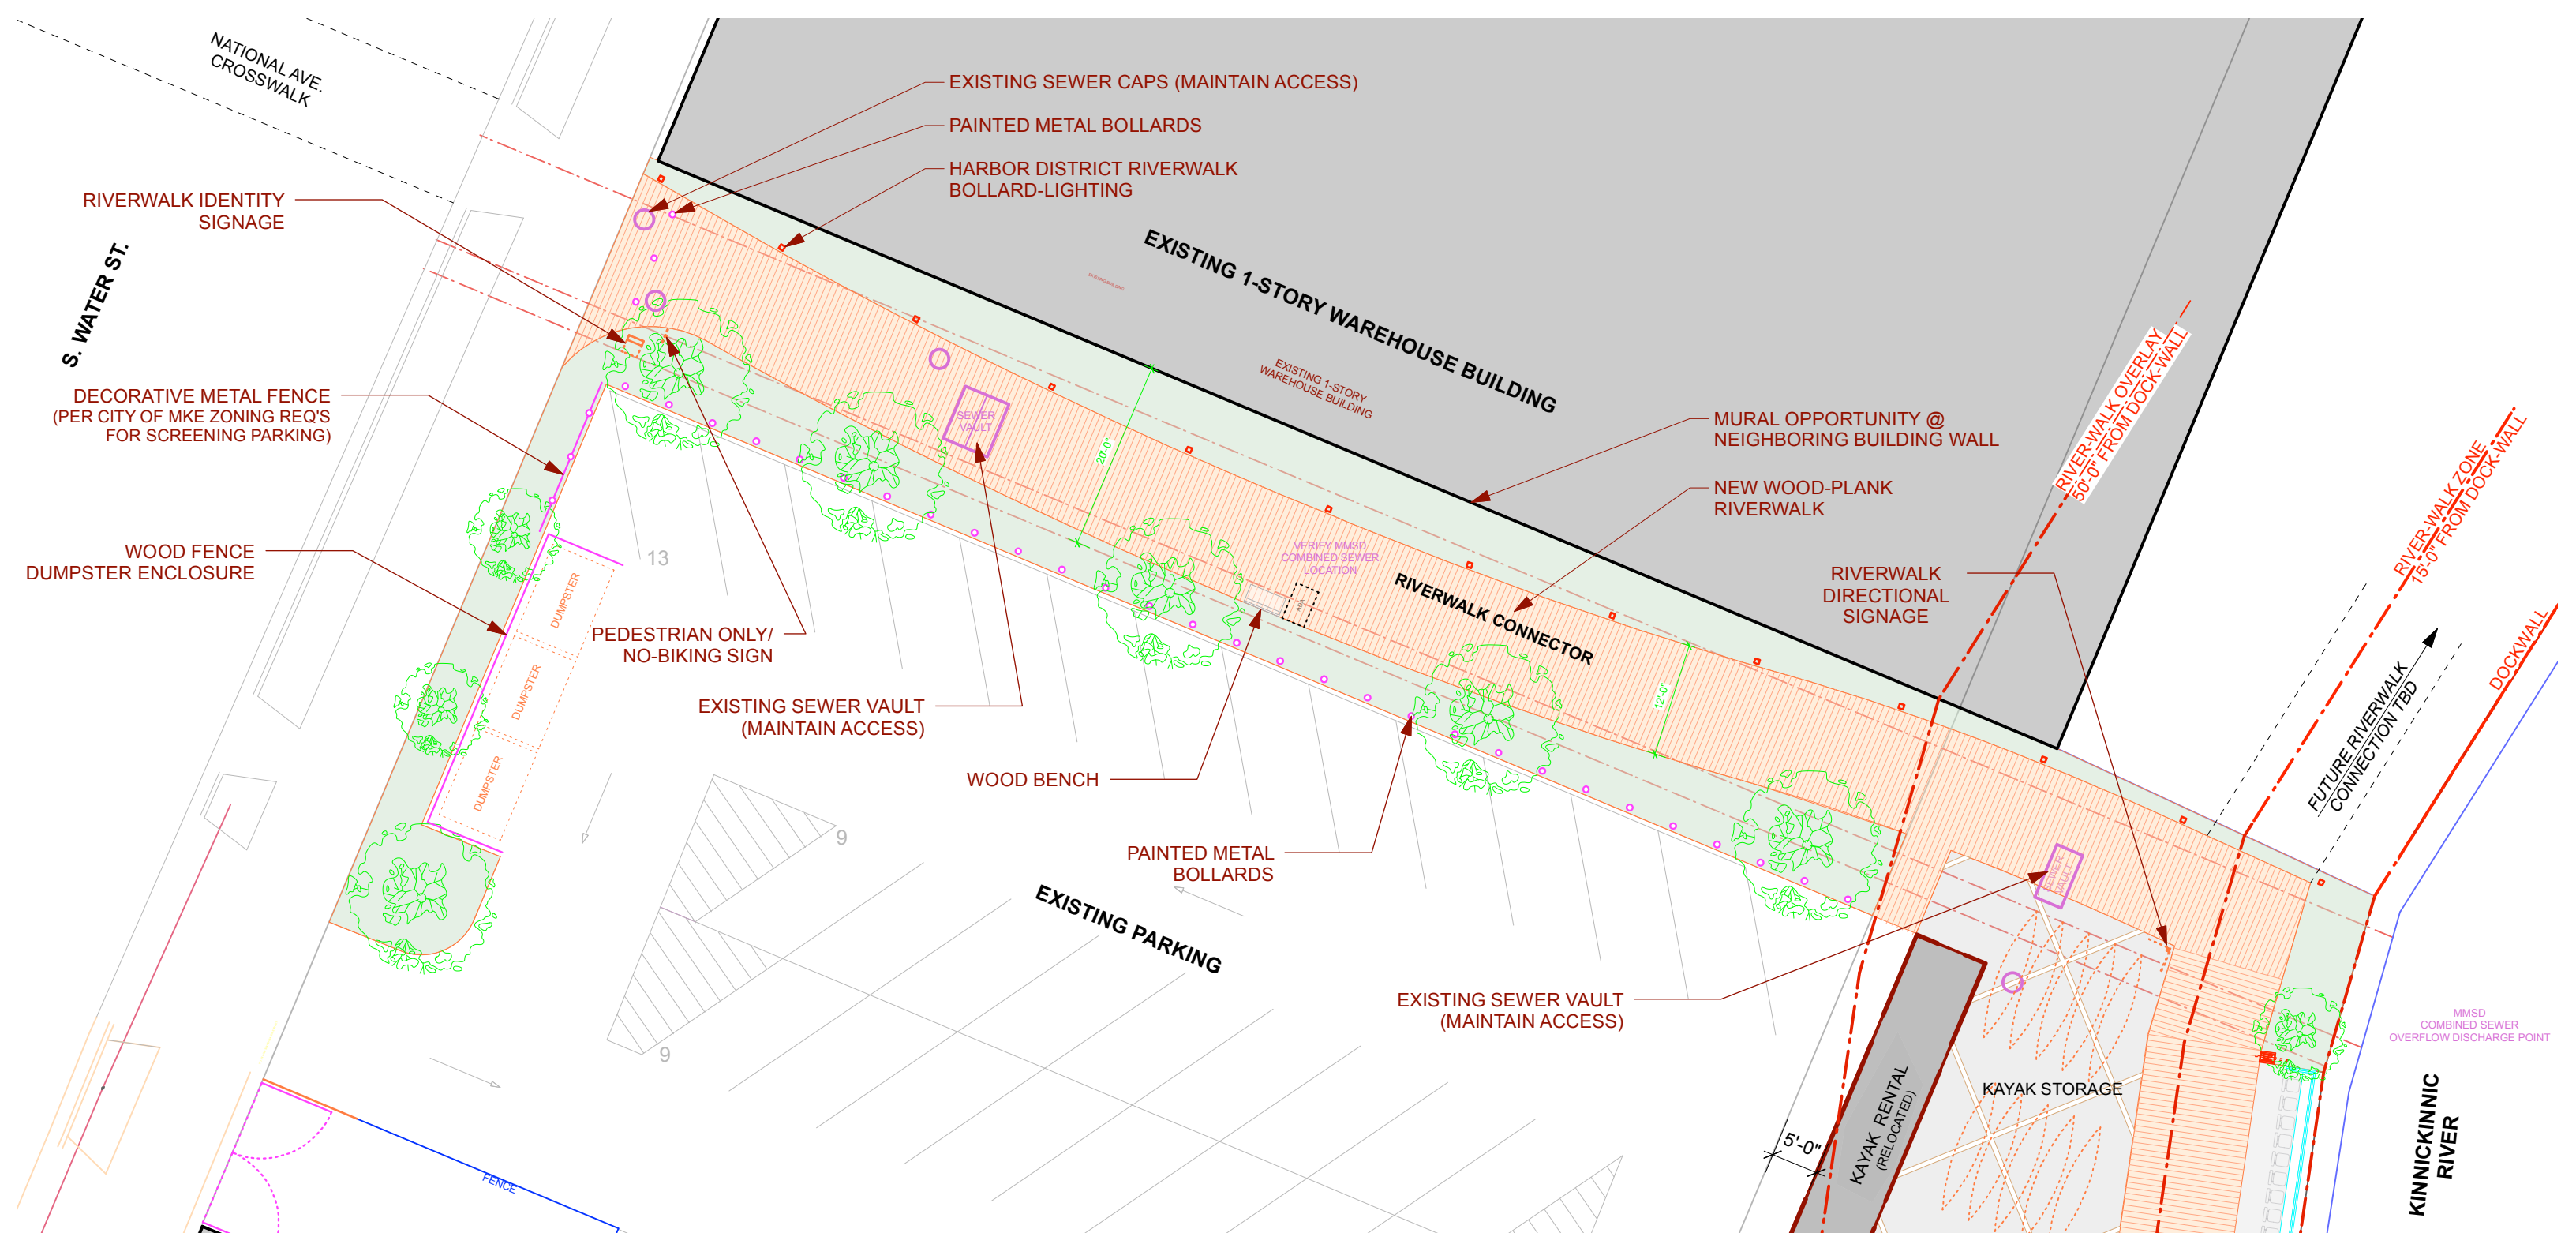 NATIONAL AVE.
CROSSWALK
EXISTING SEWER CAPS (MAINTAIN ACCESS)
PAINTED METAL BOLLARDS
HARBOR DISTRICT RIVERWALK
BOLLARD-LIGHTING
RIVERWALK IDENTITY
SIGNAGE
S. WATER ST.
EXISTING 1-STORY WAREHOUSE BUILDING
EXISTING 1-STORY
WAREHOUSE BUILDING
DECORATIVE METAL FENCE
(PER CITY OF MKE ZONING REQ'S
FOR SCREENING PARKING)
SEWER
VAULT
20'-0"
MURAL OPPORTUNITY @
NEIGHBORING BUILDING WALL
RIVER-WALK OVERLAY
50'-0" FROM DOCK-WALL
RIVER-WALK ZONE
15'-0" FROM DOCK-WALL
NEW WOOD-PLANK
RIVERWALK
WOOD FENCE
DUMPSTER ENCLOSURE
13
VERIFY MMSD
COMBINED SEWER
LOCATION
RIVERWALK CONNECTOR
RIVERWALK
DIRECTIONAL
SIGNAGE
DUMPSTER
DUMPSTER
DUMPSTER
PEDESTRIAN ONLY/
NO-BIKING SIGN
ADA
12'-0"
DOCKWALL
FUTURE RIVERWALK
CONNECTION TBD
EXISTING SEWER VAULT
(MAINTAIN ACCESS)
WOOD BENCH
9
PAINTED METAL
BOLLARDS
EXISTING PARKING
SEWER
VAULT
EXISTING SEWER VAULT
(MAINTAIN ACCESS)
9
MMSD
COMBINED SEWER
OVERFLOW DISCHARGE POINT
KAYAK STORAGE
KAYAK RENTAL
(RELOCATED)
5'-0"
KINNICKINNIC
RIVER
FENCE